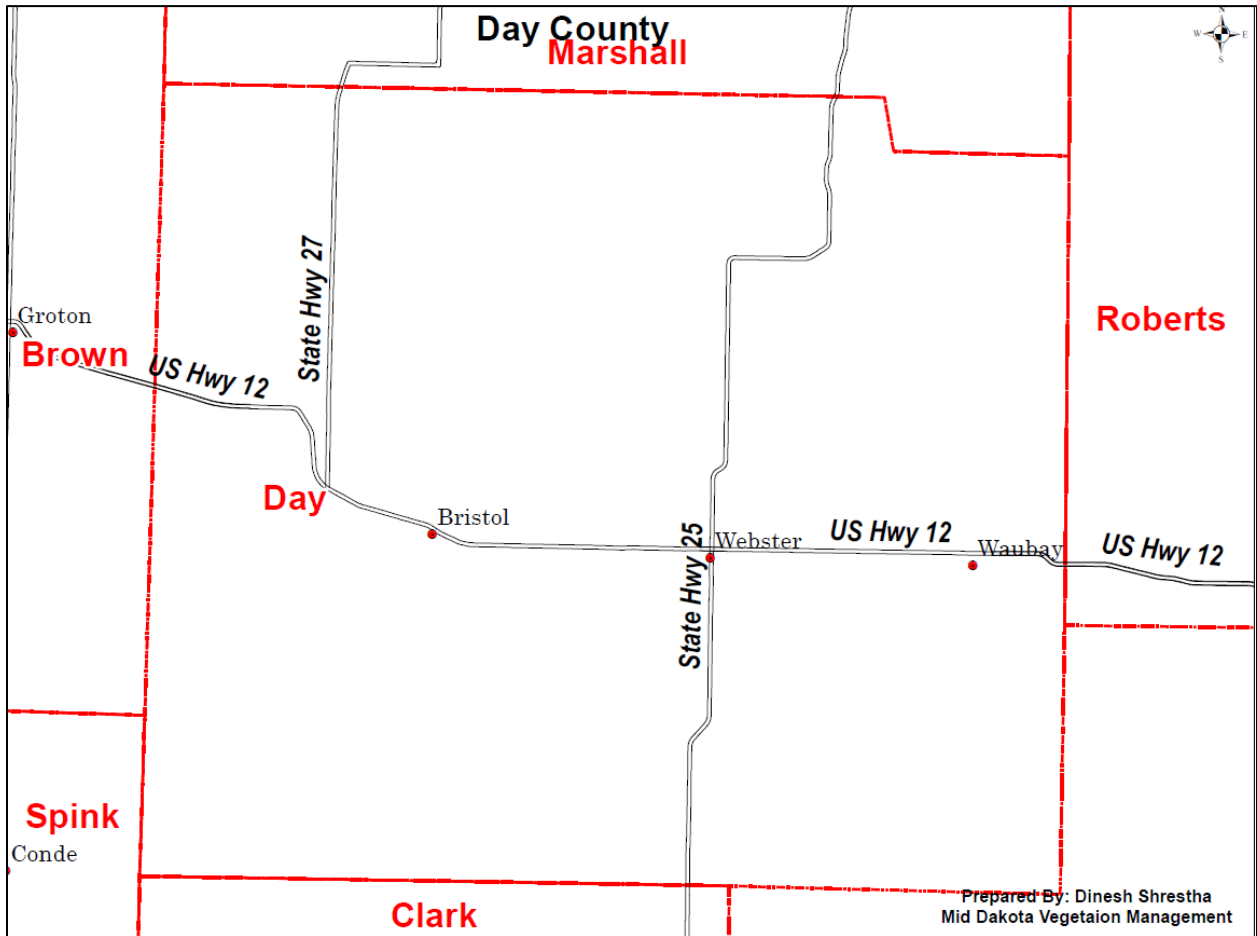 Day County
Marshall
N
W E
S
State Hwy 27
Roberts
Groton
Brown
US Hwy 12
Day
Bristol
State Hwy 25
Webster
US Hwy 12
Waubay
US Hwy 12
Spink
Conde
Clark
Prepared By: Dinesh Shrestha
Mid Dakota Vegetaion Management